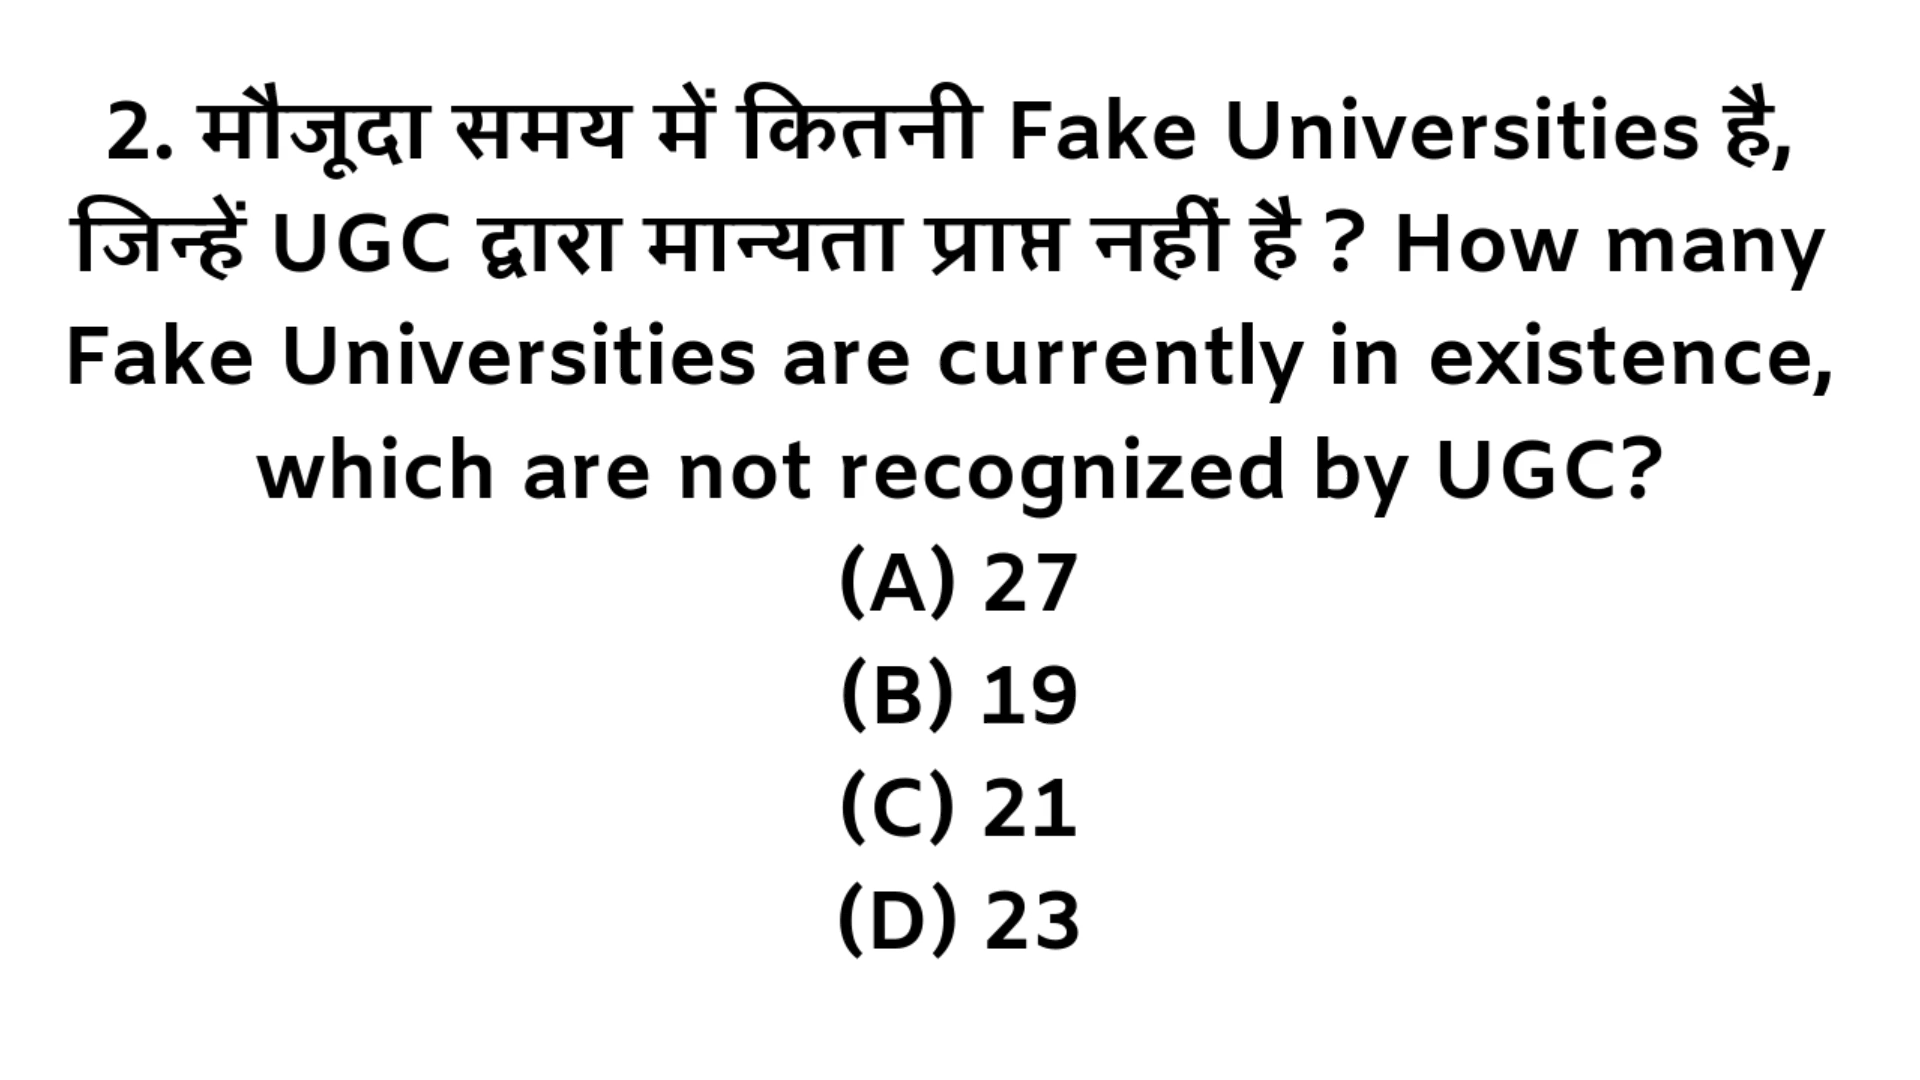 2. मौजूदा समय में कितनी Fake Universities है,
जिन्हें UGC द्वारा मान्यता प्राप्त नहीं है ? How many
Fake Universities are currently in existence,
which are not recognized by UGC?
(A) 27
(B) 19
(C) 21
(D) 23